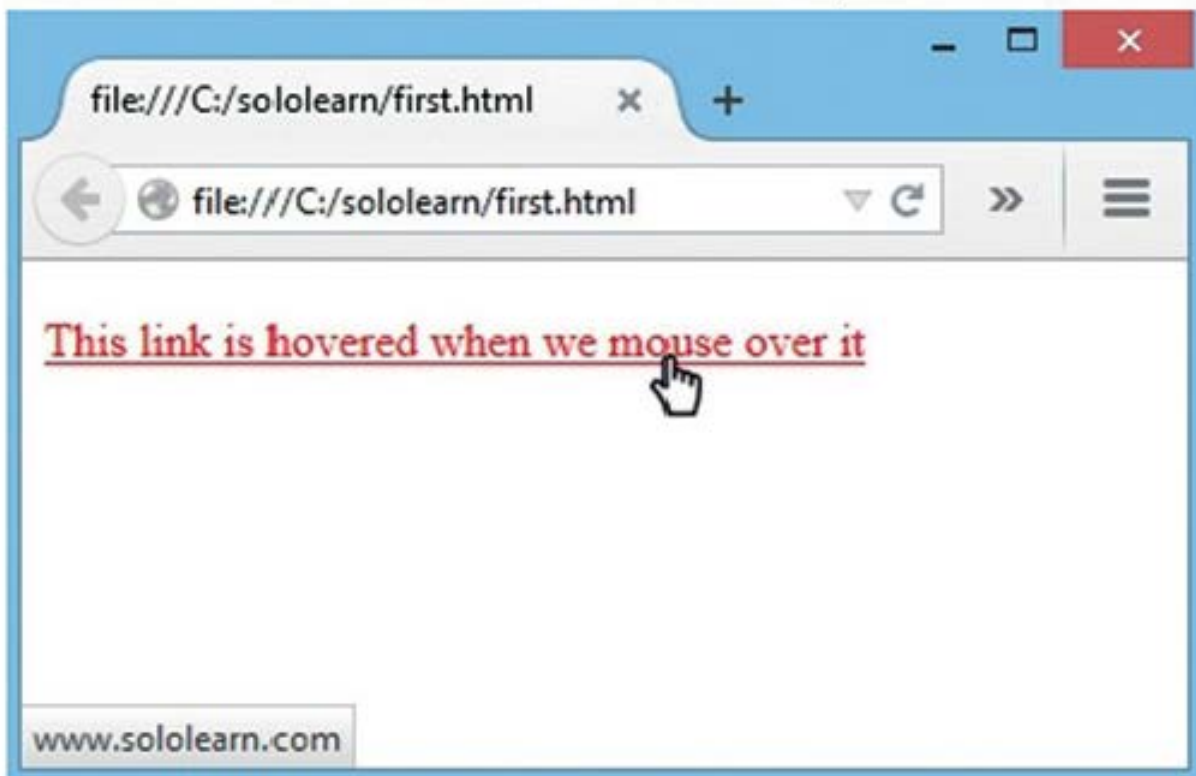 file:///C:/sololearn/first.html
file:///C:/sololearn/first.html
This link is hovered when we mouse over it
www.sololearn.com